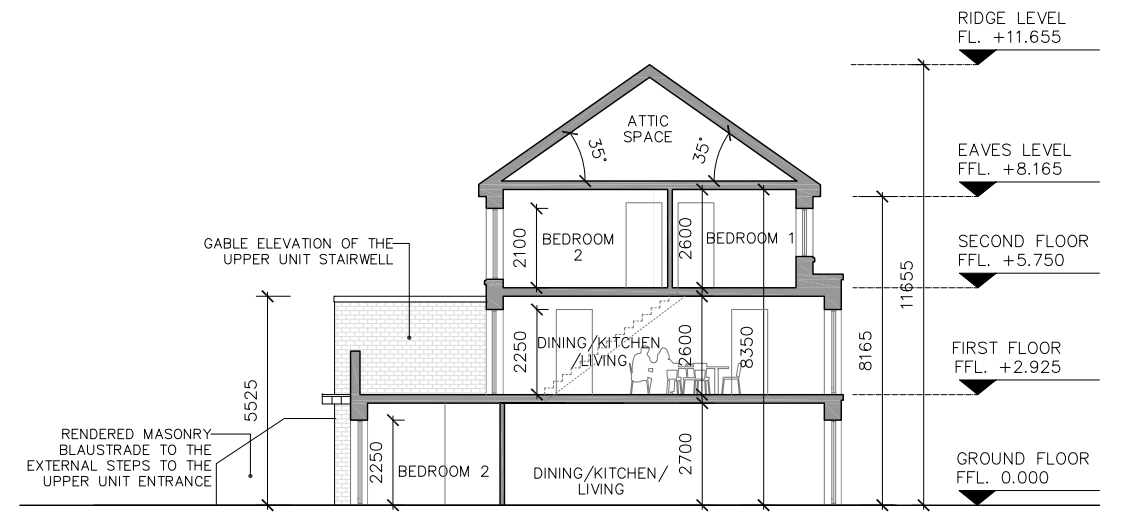 RIDGE LEVEL
FL. +11.655
ATTIC
SPACE
35°
35°
EAVES LEVEL
FFL. +8.165
GABLE ELEVATION OF THE
UPPER UNIT STAIRWELL
2100
BEDROOM
2
2600
BEDROOM 1
SECOND FLOOR
FFL. +5.750
11655
2250
DINING/KITCHEN
/LIVING
2600
8350
8165
FIRST FLOOR
FFL. +2.925
5525
RENDERED MASONRY
BLAUSTRADE TO THE
EXTERNAL STEPS TO THE
UPPER UNIT ENTRANCE
2250
BEDROOM 2
DINING/KITCHEN/
LIVING
2700
GROUND FLOOR
FFL. 0.000